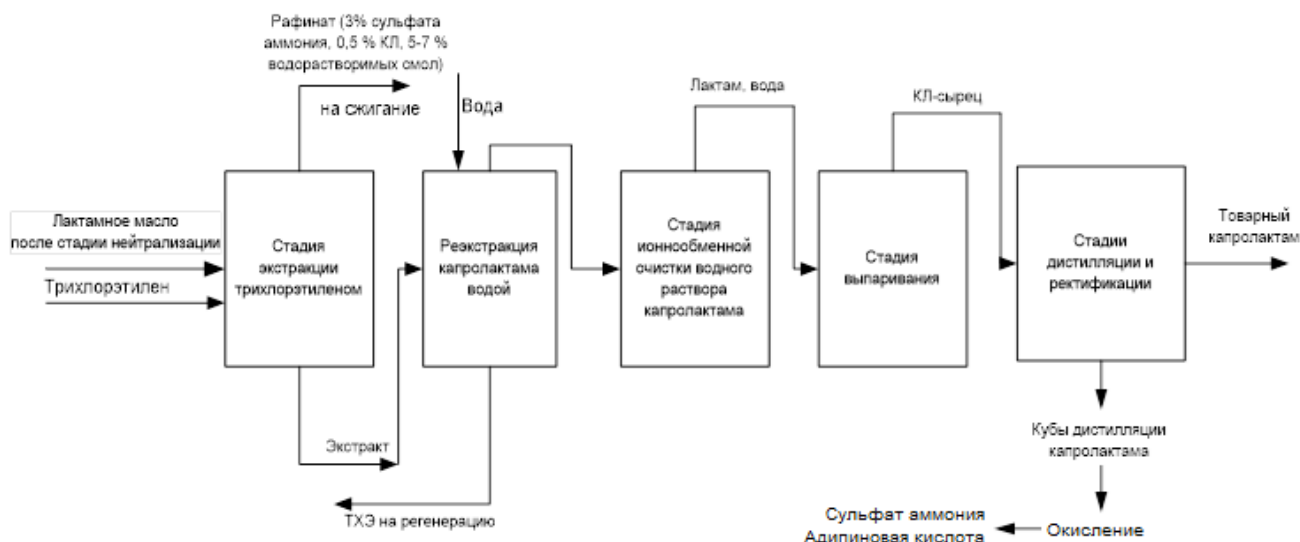 Рафинат (3% сульфата
аммония, 0,5 % КЛ, 5-7 %
водорастворимых смол)
на сжигание
Вода
Лактам, вода
КЛ-сырец
Лактамное масло
после стадии нейтрализации
Трихлорэтилен
Стадия
экстракции
трихлорэтиленом
Реэкстракция
капролактама
водой
Стадия
ионнообменной
очистки водного
раствора
капролактама
Стадия
выпаривания
Стадии
дистилляции и
ректификации
Товарный
капролактам
Экстракт
ТХЭ на регенерацию
Кубы дистилляции
капролактама
Окисление
Сульфат аммония
Адипиновая кислота